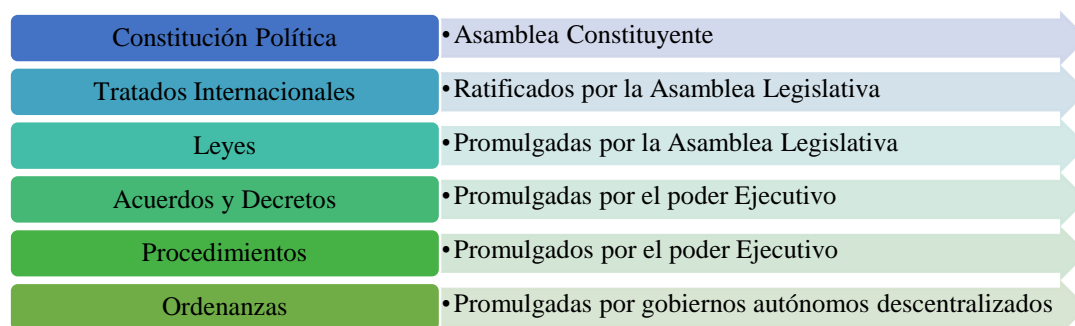 Constitución Política
•Asamblea Constituyente
Tratados Internacionales
•Ratificados por la Asamblea Legislativa
Leyes
•Promulgadas por la Asamblea Legislativa
Acuerdos y Decretos
•Promulgadas por el poder Ejecutivo
Procedimientos
•Promulgados por el poder Ejecutivo
Ordenanzas
•Promulgadas por gobiernos autónomos descentralizados